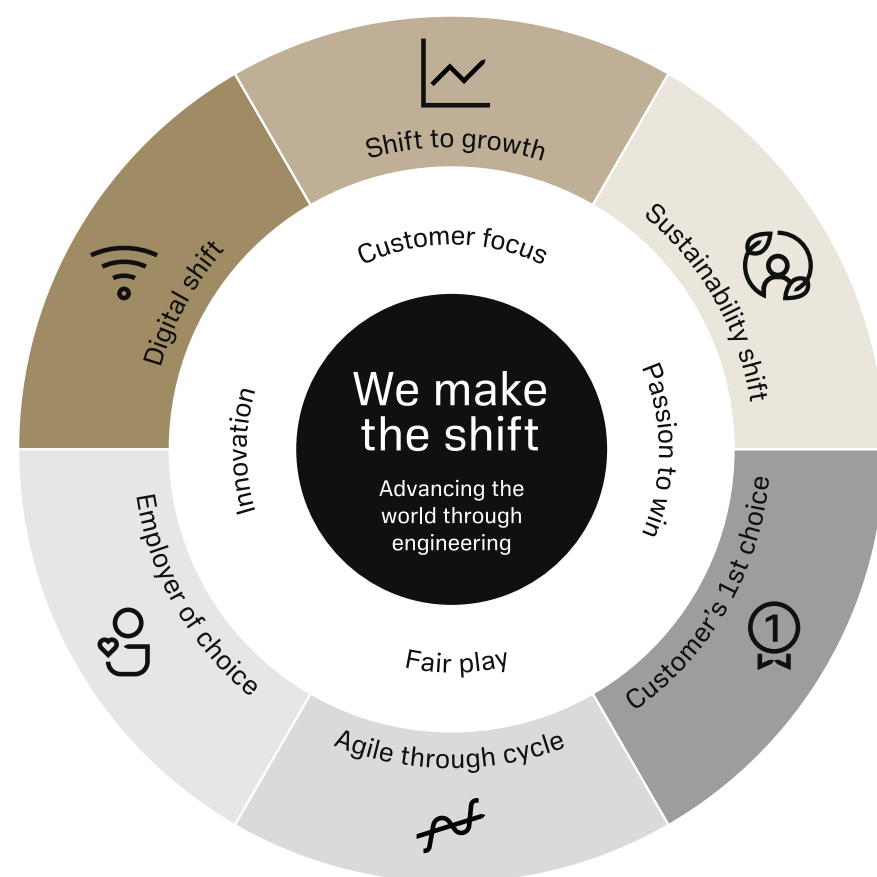 Shift to growth
Sustainability shift
Customer’s 1st choice
Agile through cycle
Employer of choice
Digital shift
Customer focus
Passion to win
Fair play
Innovation
We make
the shift
Advancing the
world through
engineering
1